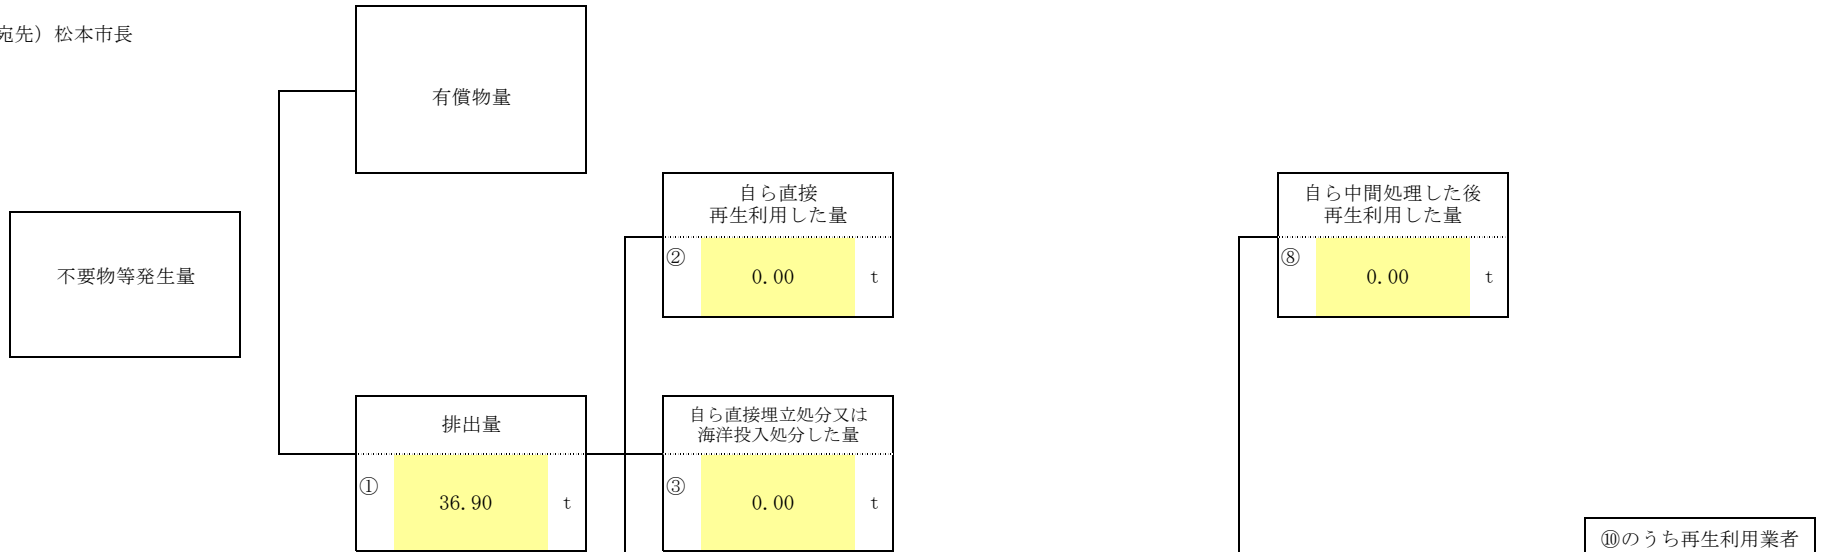 宛先）松本市長
有償物量
自ら直接
再生利用した量
② 0.00 t
自ら中間処理した後
再生利用した量
⑧ 0.00 t
不要物等発生量
排出量
① 36.90 t
自ら直接埋立処分又は
海洋投入処分した量
③ 0.00 t
⑩のうち再生利用業者